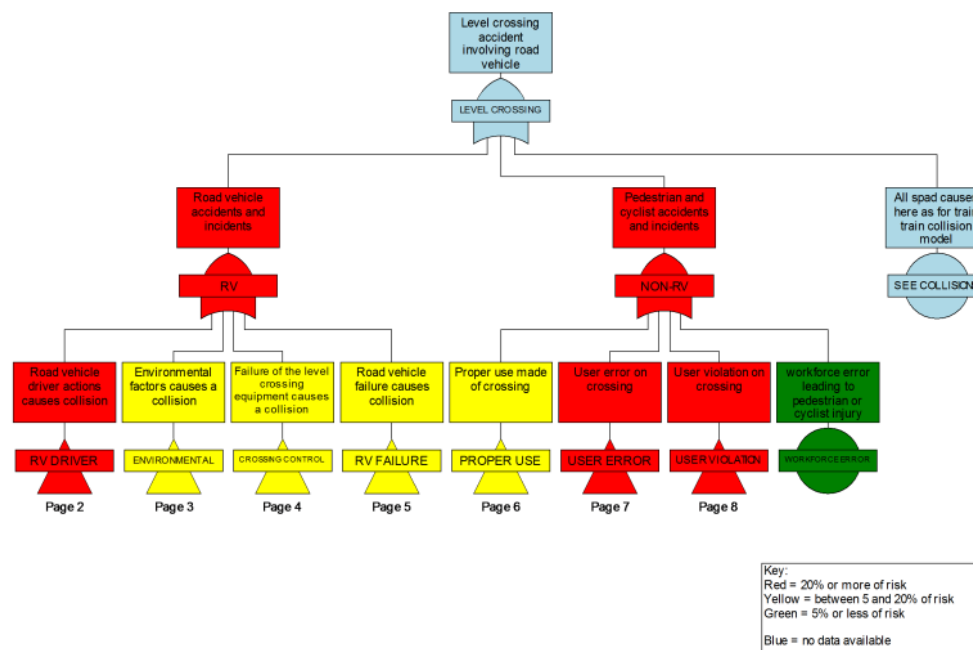 Level crossing
accident
involving road
vehicle
LEVEL CROSSING
Road vehicle
accidents and
incidents
RV
Pedestrian and
cyclist accidents
and incidents
NON-RV
All spad causes
here as for train
train collision
model
SEE COLLISION
Road vehicle
driver actions
causes collision
RV DRIVER
Page 2
Environmental
factors causes a
collision
ENVIRONMENTAL
Page 3
Failure of the level
crossing
equipment causes
a collision
CROSSING CONTROL
Page 4
Road vehicle
failure causes
collision
RV FAILURE
Page 5
Proper use made
of crossing
PROPER USE
Page 6
User error on
crossing
USER ERROR
Page 7
User violation on
crossing
USER VIOLATION
Page 8
workforce error
leading to
pedestrian or
cyclist injury
WORKFORCE ERROR
Key:
Red = 20% or more of risk
Yellow = between 5 and 20% of risk
Green = 5% or less of risk
Blue = no data available